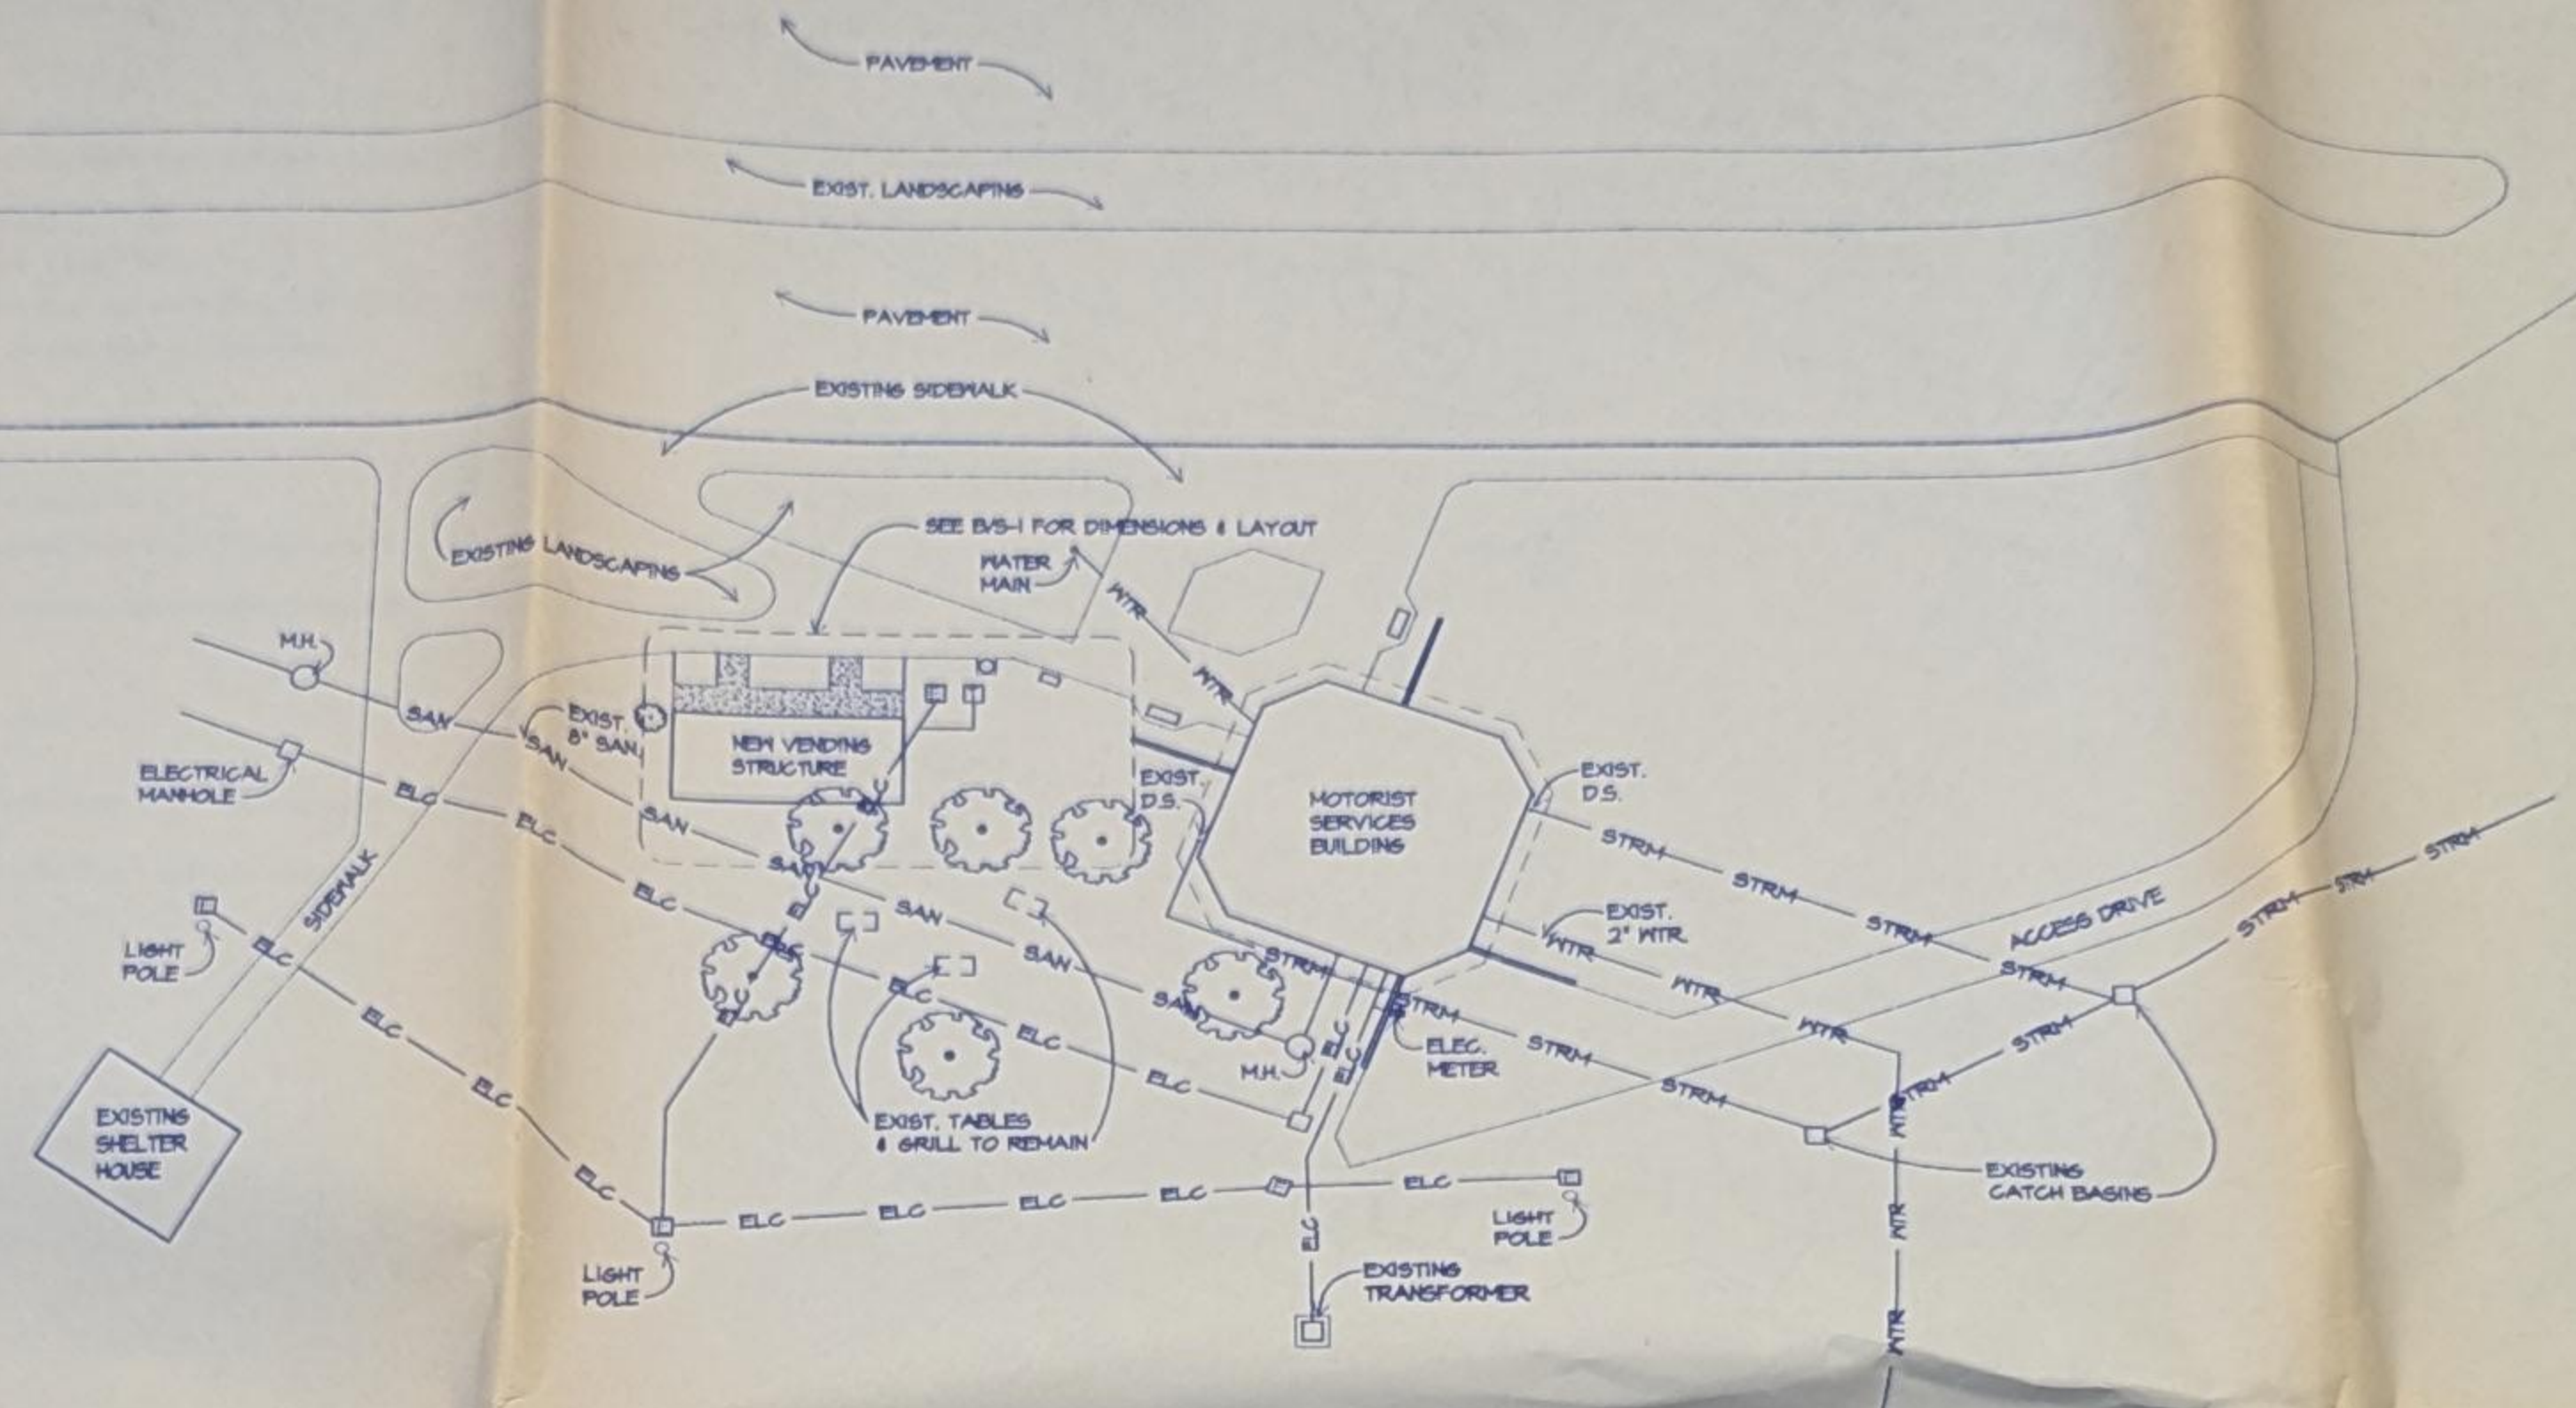 PAVEMENT
EXIST. LANDSCAPING
PAVEMENT
EXISTING SIDEWALK
SEE B/S-1 FOR DIMENSIONS & LAYOUT
EXISTING LANDSCAPING
WATER
MAIN
WTR
WTR
M.H.
SAN
EXIST.
8" SAN.
SAN
SAN
SAN
SAN
SAN
SAN
NEW VENDING
STRUCTURE
ELECTRICAL
MANHOLE
ELC
ELC
ELC
ELC
ELC
ELC
ELC
ELC
EXIST.
D.S.
MOTORIST
SERVICES
BUILDING
EXIST.
D.S.
STRM
STRM
STRM
STRM
STRM
STRM
STRM
EXIST.
2" WTR
WTR
WTR
WTR
WTR
WTR
WTR
ACCESS DRIVE
SIDEWALK
LIGHT
POLE
ELC
ELC
ELC
ELC
STRM
STRM
STRM
STRM
STRM
STRM
ELC
ELC
M.H.
ELEC.
METER
EXIST. TABLES
& GRILL TO REMAIN
EXISTING
SHELTER
HOUSE
EXISTING
CATCH BASINS
ELC
ELC
ELC
ELC
ELC
LIGHT
POLE
ELC
LIGHT
POLE
EXISTING
TRANSFORMER